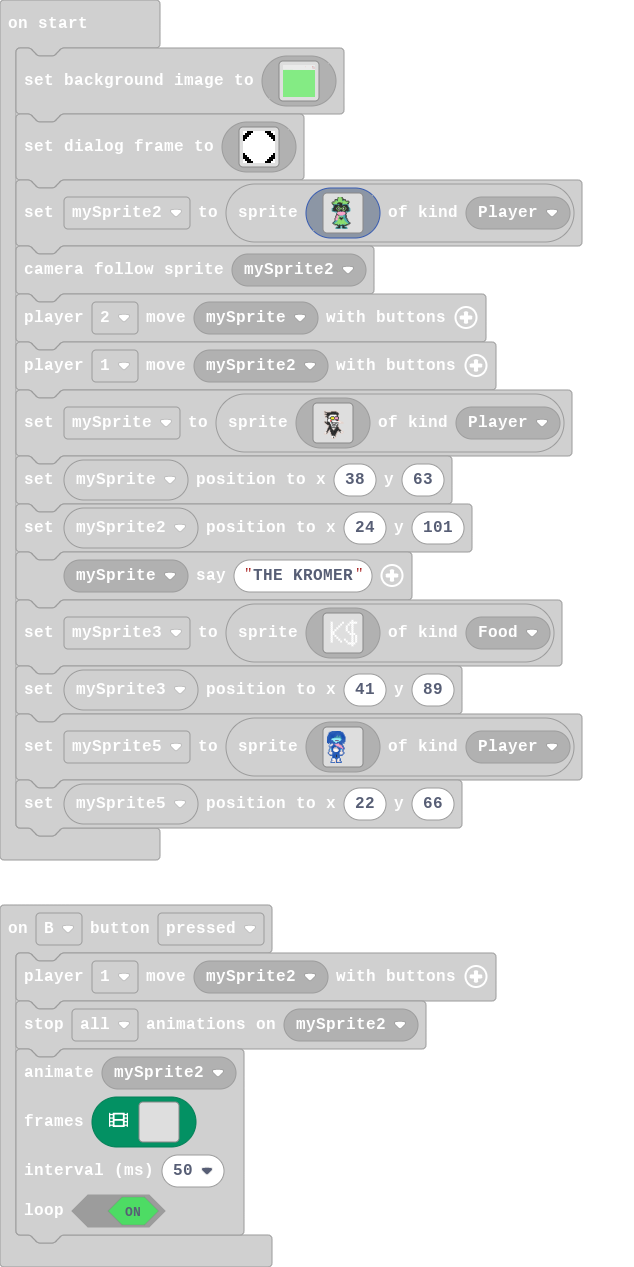 on start
set background image to
set dialog frame to
set mySprite2 to sprite of kind Player
camera follow sprite mySprite2
player 2 move mySprite with buttons
player 1 move mySprite2 with buttons
set mySprite to sprite of kind Player
set mySprite position to x 38 y 63
set mySprite2 position to x 24 y 101
mySprite say "THE KROMER"
set mySprite3 to sprite K$ of kind Food
set mySprite3 position to x 41 y 89
set mySprite5 to sprite of kind Player
set mySprite5 position to x 22 y 66
on B button pressed
player 1 move mySprite2 with buttons
stop all animations on mySprite2
animate mySprite2
frames
interval (ms) 50
loop ON